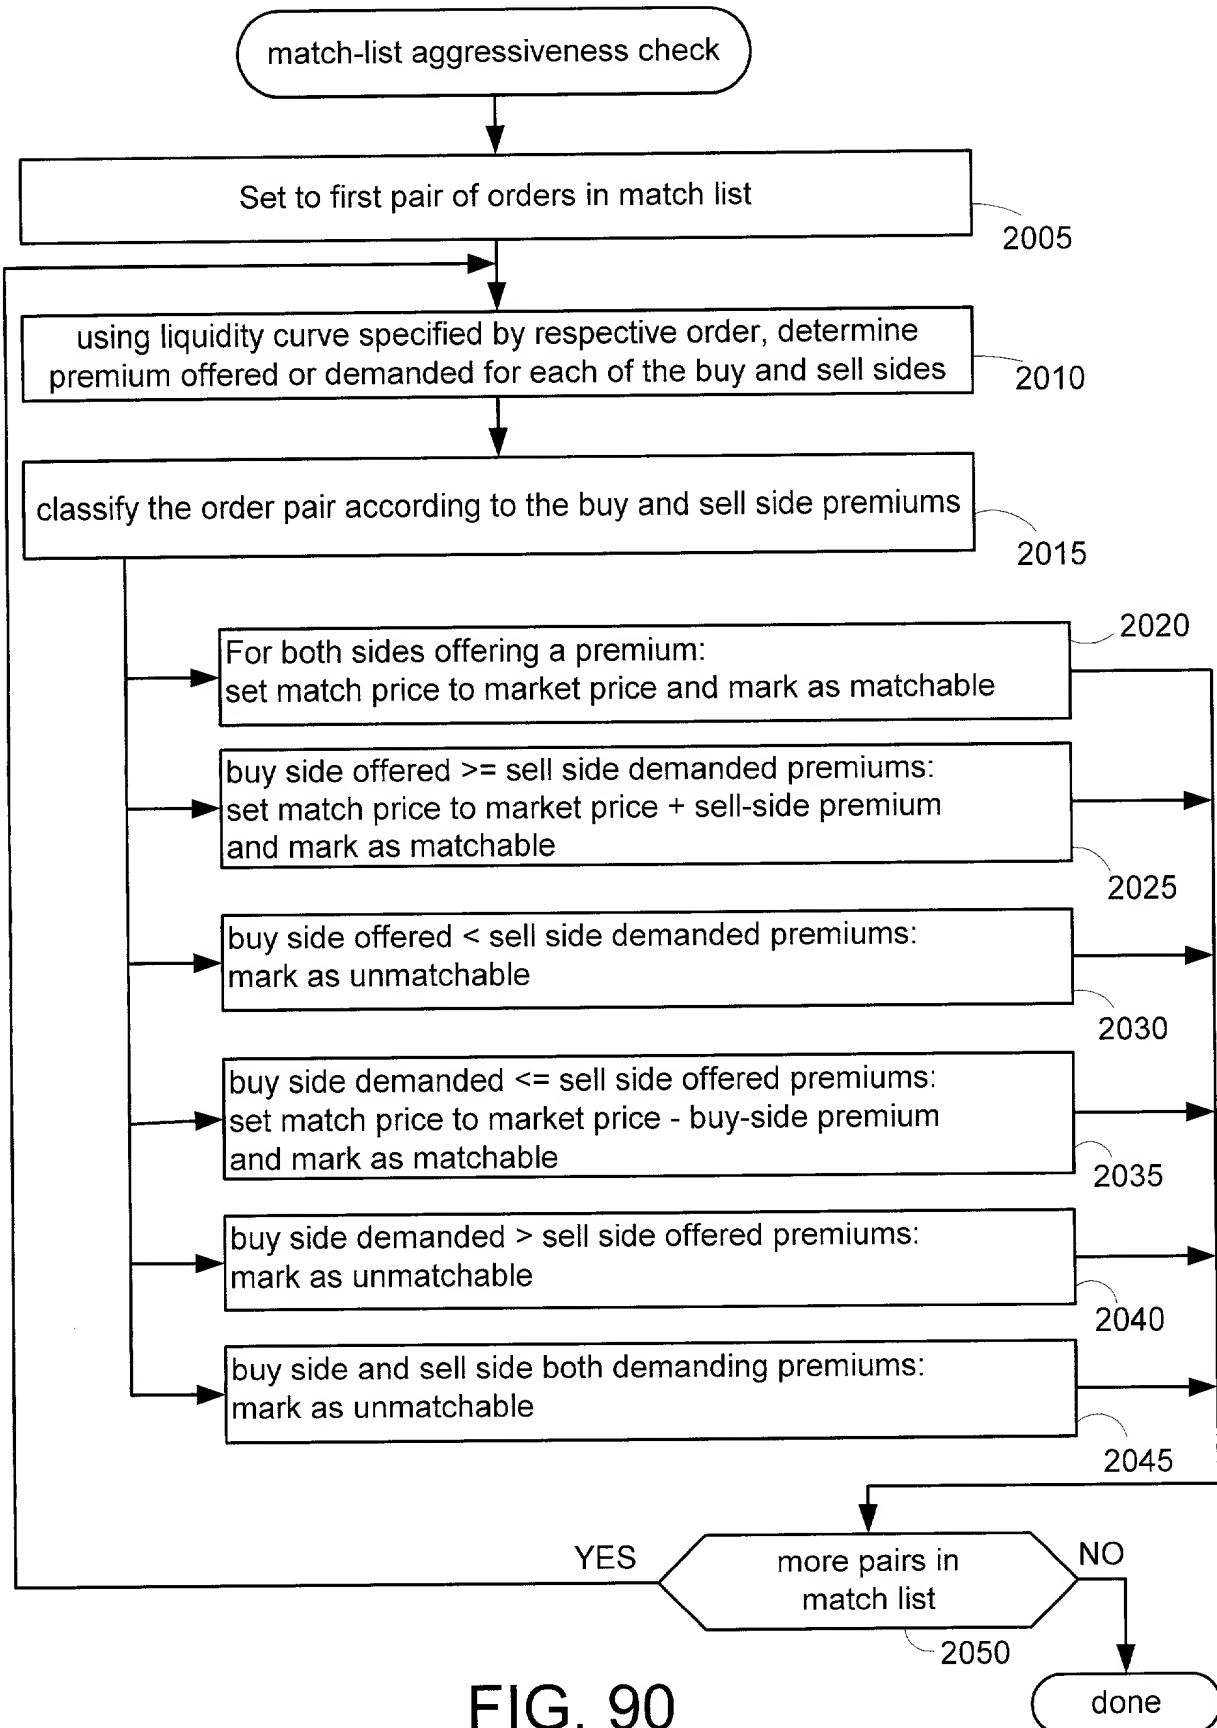 match-list aggressiveness check
Set to first pair of orders in match list
2005
using liquidity curve specified by respective order, determine
premium offered or demanded for each of the buy and sell sides
2010
classify the order pair according to the buy and sell side premiums
2015
2020
For both sides offering a premium:
set match price to market price and mark as matchable
buy side offered >= sell side demanded premiums:
set match price to market price + sell-side premium
and mark as matchable
2025
buy side offered < sell side demanded premiums:
mark as unmatchable
2030
buy side demanded <= sell side offered premiums:
set match price to market price - buy-side premium
and mark as matchable
2035
buy side demanded > sell side offered premiums:
mark as unmatchable
2040
buy side and sell side both demanding premiums:
mark as unmatchable
2045
YES
more pairs in
match list
NO
2050
done
FIG. 90